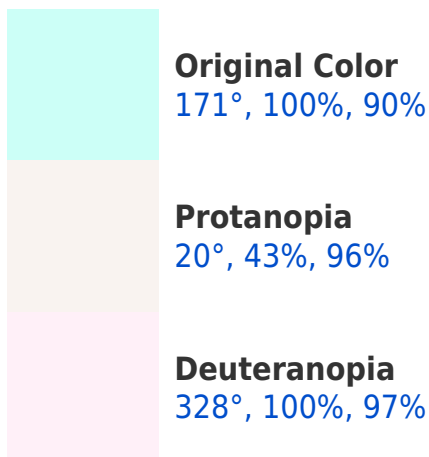 Original Color
171°, 100%, 90%
Protanopia
20°, 43%, 96%
Deuteranopia
328°, 100%, 97%